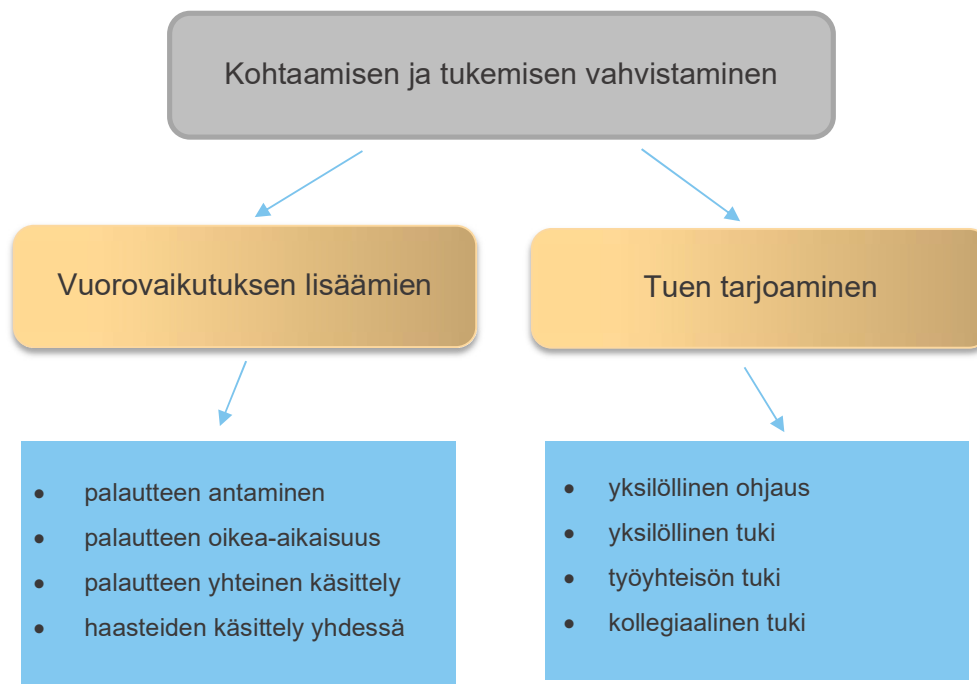 Kohtaamisen ja tukemisen vahvistaminen
Vuorovaikutuksen lisäämien
Tuen tarjoaminen
• palautteen antaminen
• palautteen oikea-aikaisuus
• palautteen yhteinen käsittely
• haasteiden käsittely yhdessä
• yksilöllinen ohjaus
• yksilöllinen tuki
• työyhteisön tuki
• kollegiaalinen tuki